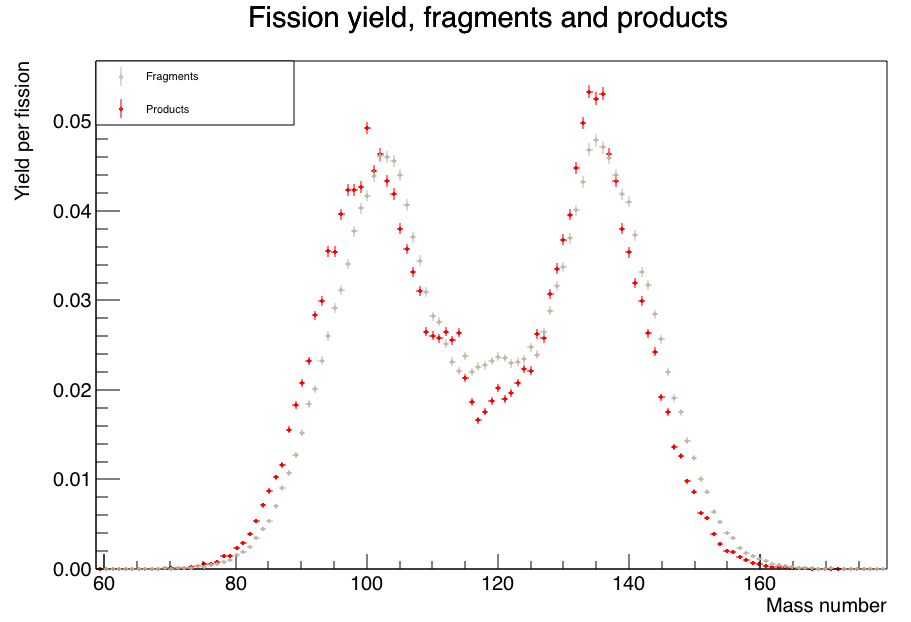 Fission yield, fragments and products
Yield per fission
Fragments
Products
0.05
0.04
0.03
0.02
0.01
0.00
60 80 100 120 140 160
Mass number